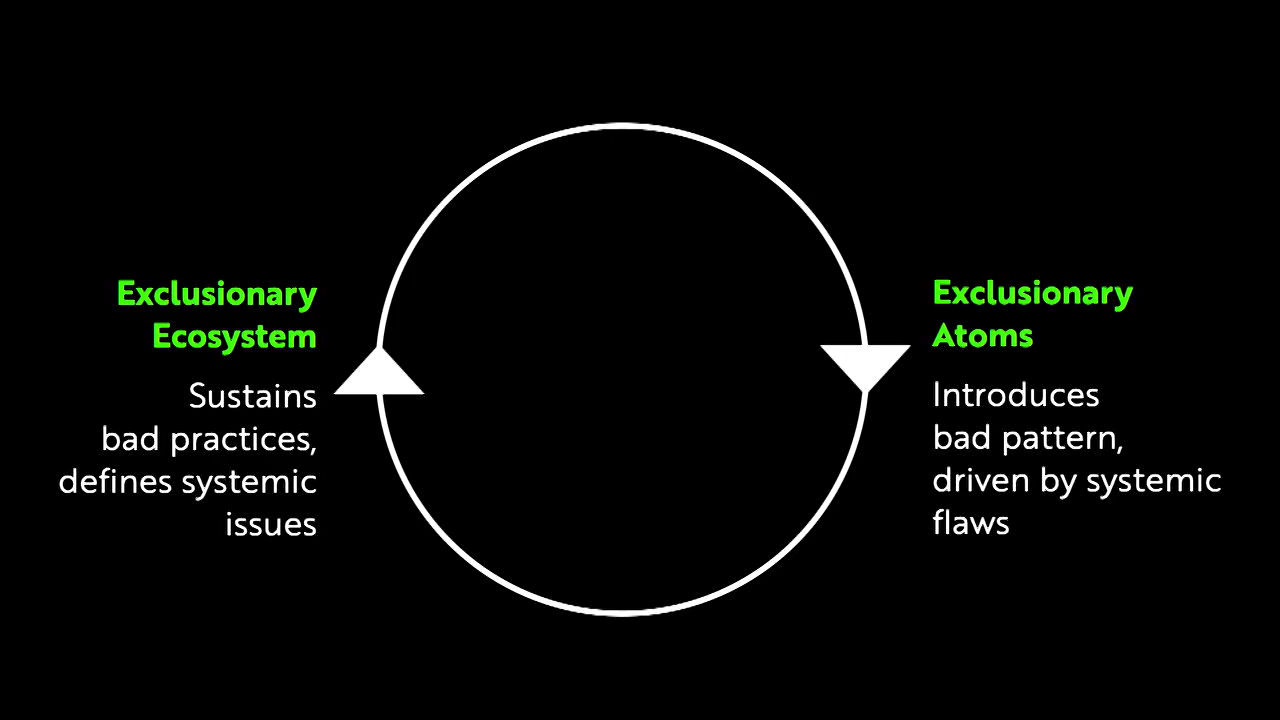 Exclusionary
Ecosystem
Sustains
bad practices,
defines systemic
issues
Exclusionary
Atoms
Introduces
bad pattern,
driven by systemic
flaws